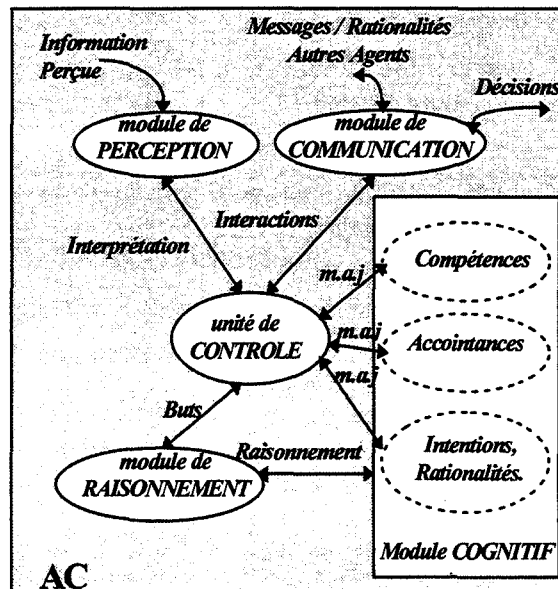 Information
Perçue
Messages / Rationalités
Autres Agents
Décisions
module de
PERCEPTION
module de
COMMUNICATION
Interprétation
Interactions
m.a.j
Compétences
unité de
CONTROLE
m.a.j
Accointances
m.a.j
Buts
module de
RAISONNEMENT
Raisonnement
Intentions,
Rationalités.
Module COGNITIF
AC